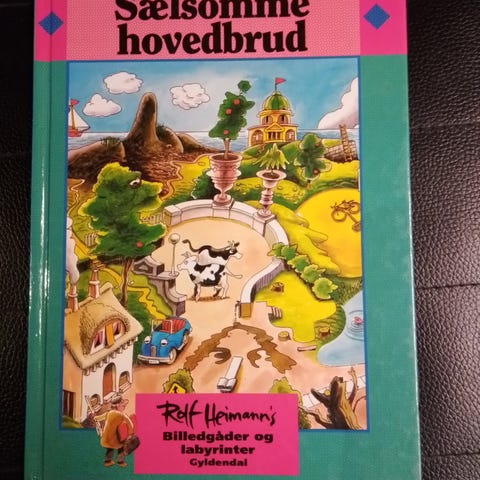 Sælsomme
hovedbrud
Rolf Heimann's
Billedgåder og
labyrinter
Gyldendal